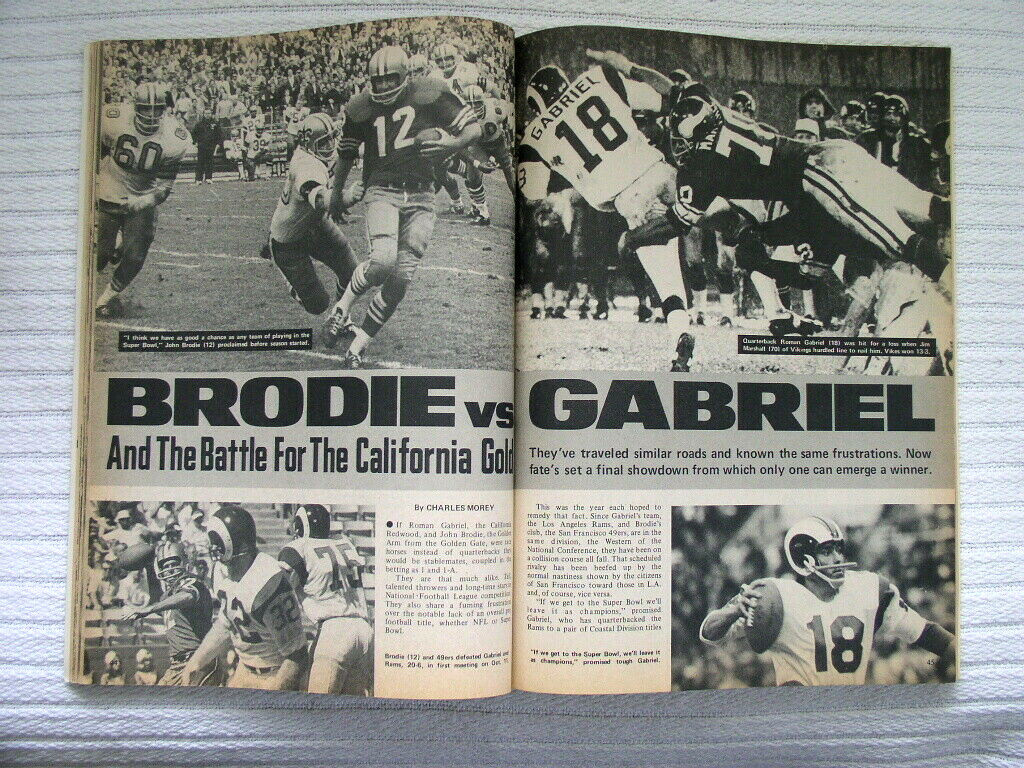 60
12
32
"I think we have as good a chance as any team of playing in the
Super Bowl," John Brodie (12) proclaimed before season started.
GABRIEL
18
70
Quarterback Roman Gabriel (18) was hit for a loss when Jim
Marshall (70) of Vikings hurdled line to nail him. Vikes won 13-3.
BRODIE vs GABRIEL
And The Battle For The California Gold
They've traveled similar roads and known the same frustrations. Now
fate's set a final showdown from which only one can emerge a winner.
12
75
Brodie (12) and 49ers defeated Gabriel and
Rams, 20-6, in first meeting on Oct. 11.
By CHARLES MOREY
● If Roman Gabriel, the California
Redwood, and John Brodie, the Golden
Arm from the Golden Gate, were
horses instead of quarterbacks they
would be stablemates, coupled in
betting as 1 and 1-A.
They are that much alike.
talented throwers and long-time stars
National Football League competition.
They also share a fuming frustration
over the notable lack of an overall pro
football title, whether NFL or Super
Bowl.
This was the year each hoped to
remedy that fact. Since Gabriel's team,
the Los Angeles Rams, and Brodie's
club, the San Francisco 49ers, are in the
same division, the Western of the
National Conference, they have been on
a collision course all fall. That scheduled
rivalry has been beefed up by the
normal nastiness shown by the citizens
of San Francisco toward those in L.A.
and, of course, vice versa.
"If we get to the Super Bowl we'll
leave it as champions," promised
Gabriel, who has quarterbacked the
Rams to a pair of Coastal Division titles
"If we get to the Super Bowl, we'll leave it
as champions," promised tough Gabriel.
18
45